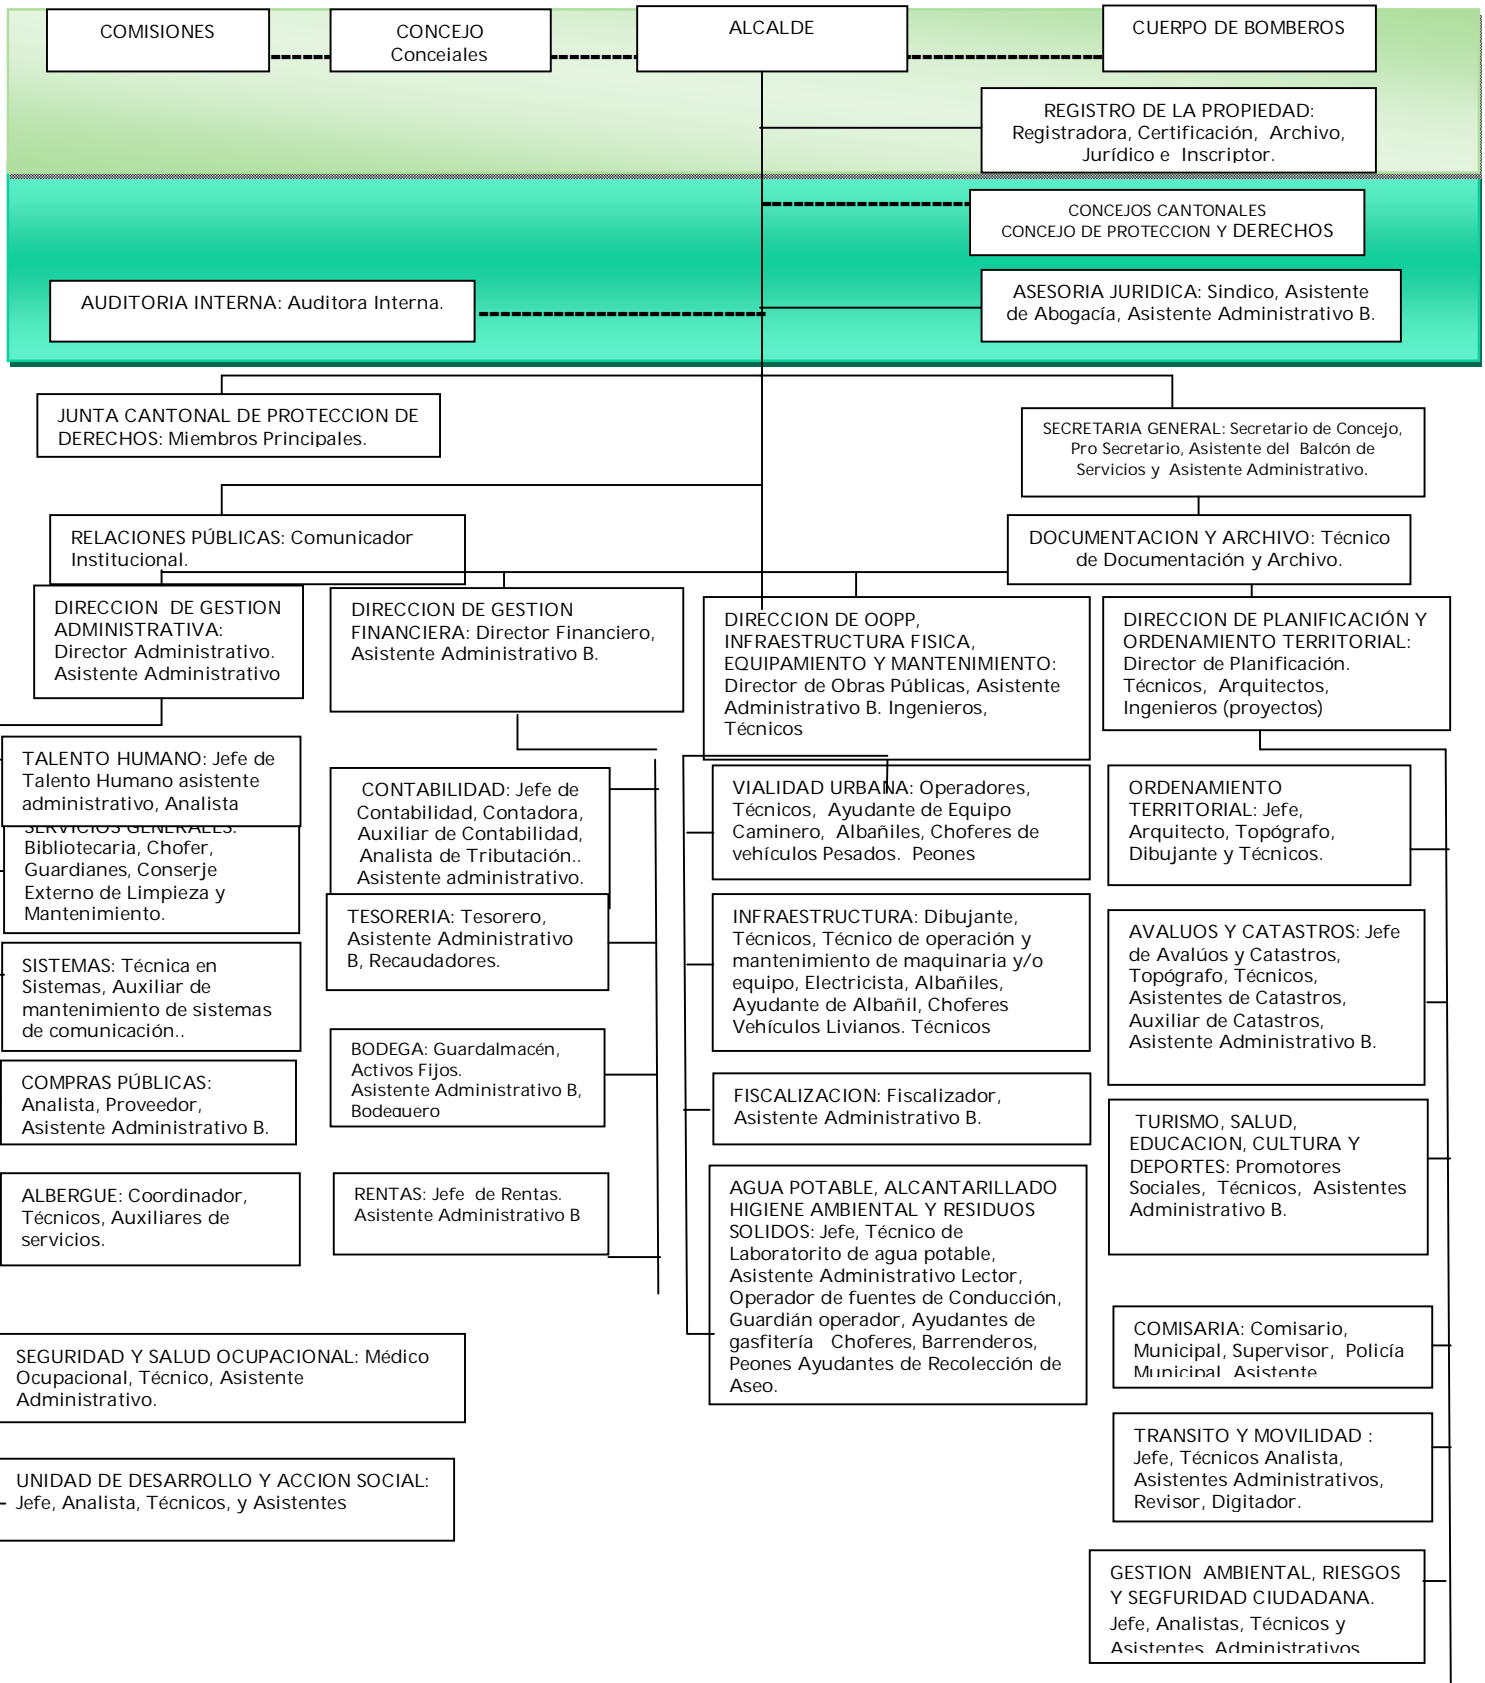 COMISIONES
CONCEJO
Conceiales
ALCALDE
CUERPO DE BOMBEROS
REGISTRO DE LA PROPIEDAD:
Registradora, Certificación, Archivo,
Jurídico e Inscriptor.
CONCEJOS CANTONALES
CONCEJO DE PROTECCION Y DERECHOS
AUDITORIA INTERNA: Auditora Interna.
ASESORIA JURIDICA: Sindico, Asistente
de Abogacía, Asistente Administrativo B.
JUNTA CANTONAL DE PROTECCION DE
DERECHOS: Miembros Principales.
SECRETARIA GENERAL: Secretario de Concejo,
Pro Secretario, Asistente del Balcón de
Servicios y Asistente Administrativo.
RELACIONES PÚBLICAS: Comunicador
Institucional.
DOCUMENTACION Y ARCHIVO: Técnico
de Documentación y Archivo.
DIRECCION DE GESTION
ADMINISTRATIVA:
Director Administrativo.
Asistente Administrativo
DIRECCION DE GESTION
FINANCIERA: Director Financiero,
Asistente Administrativo B.
DIRECCION DE OOPP,
INFRAESTRUCTURA FISICA,
EQUIPAMIENTO Y MANTENIMIENTO:
Director de Obras Públicas, Asistente
Administrativo B. Ingenieros,
Técnicos
DIRECCION DE PLANIFICACIÓN Y
ORDENAMIENTO TERRITORIAL:
Director de Planificación.
Técnicos, Arquitectos,
Ingenieros (proyectos)
TALENTO HUMANO: Jefe de
Talento Humano asistente
administrativo, Analista
SERVICIOS GENERALES:
Bibliotecaria, Chofer,
Guardianes, Conserje
Externo de Limpieza y
Mantenimiento.
SISTEMAS: Técnica en
Sistemas, Auxiliar de
mantenimiento de sistemas
de comunicación..
COMPRAS PÚBLICAS:
Analista, Proveedor,
Asistente Administrativo B.
ALBERGUE: Coordinador,
Técnicos, Auxiliares de
servicios.
SEGURIDAD Y SALUD OCUPACIONAL: Médico
Ocupacional, Técnico, Asistente
Administrativo.
UNIDAD DE DESARROLLO Y ACCION SOCIAL:
Jefe, Analista, Técnicos, y Asistentes
CONTABILIDAD: Jefe de
Contabilidad, Contadora,
Auxiliar de Contabilidad,
Analista de Tributación..
Asistente administrativo.
TESORERIA: Tesorero,
Asistente Administrativo
B, Recaudadores.
BODEGA: Guardalmacén,
Activos Fijos.
Asistente Administrativo B,
Bodeguero
RENTAS: Jefe de Rentas.
Asistente Administrativo B
VIALIDAD URBANA: Operadores,
Técnicos, Ayudante de Equipo
Caminero, Albañiles, Choferes de
vehículos Pesados. Peones
INFRAESTRUCTURA: Dibujante,
Técnicos, Técnico de operación y
mantenimiento de maquinaria y/o
equipo, Electricista, Albañiles,
Ayudante de Albañil, Choferes
Vehículos Livianos. Técnicos
FISCALIZACION: Fiscalizador,
Asistente Administrativo B.
AGUA POTABLE, ALCANTARILLADO
HIGIENE AMBIENTAL Y RESIDUOS
SOLIDOS: Jefe, Técnico de
Laboratorito de agua potable,
Asistente Administrativo Lector,
Operador de fuentes de Conducción,
Guardián operador, Ayudantes de
gasfitería Choferes, Barrenderos,
Peones Ayudantes de Recolección de
Aseo.
ORDENAMIENTO
TERRITORIAL: Jefe,
Arquitecto, Topógrafo,
Dibujante y Técnicos.
AVALUOS Y CATASTROS: Jefe
de Avalúos y Catastros,
Topógrafo, Técnicos,
Asistentes de Catastros,
Auxiliar de Catastros,
Asistente Administrativo B.
TURISMO, SALUD,
EDUCACION, CULTURA Y
DEPORTES: Promotores
Sociales, Técnicos, Asistentes
Administrativo B.
COMISARIA: Comisario,
Municipal, Supervisor, Policía
Municipal Asistente
TRANSITO Y MOVILIDAD :
Jefe, Técnicos Analista,
Asistentes Administrativos,
Revisor, Digitador.
GESTION AMBIENTAL, RIESGOS
Y SEGFURIDAD CIUDADANA.
Jefe, Analistas, Técnicos y
Asistentes Administrativos